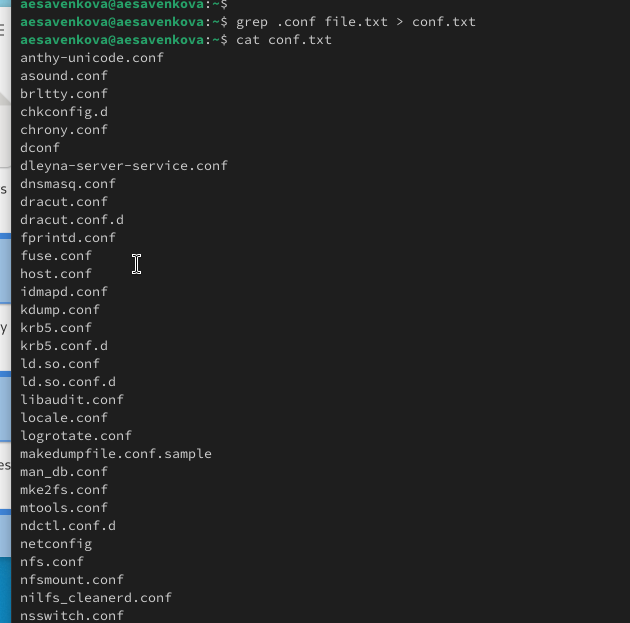 aesavenkova@aesavenkova:~$
aesavenkova@aesavenkova:~$ grep .conf file.txt > conf.txt
aesavenkova@aesavenkova:~$ cat conf.txt
anthy-unicode.conf
asound.conf
brltty.conf
chkconfig.d
chrony.conf
dconf
dleyna-server-service.conf
dnsmasq.conf
dracut.conf
dracut.conf.d
fprintd.conf
fuse.conf
host.conf
idmapd.conf
kdump.conf
krb5.conf
krb5.conf.d
ld.so.conf
ld.so.conf.d
libaudit.conf
locale.conf
logrotate.conf
makedumpfile.conf.sample
man_db.conf
mke2fs.conf
mtools.conf
ndctl.conf.d
netconfig
nfs.conf
nfsmount.conf
nilfs_cleanerd.conf
nsswitch.conf